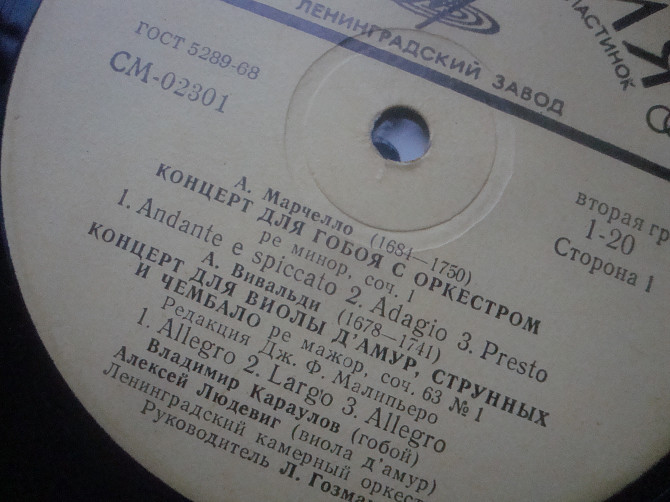 ЛЕНИНГРАДСКИЙ ЗАВОД
ГОСТ 5289-68
СМ-02301
вторая гр
1-20
Сторона 1
А. Марчелло (1684—1750)
КОНЦЕРТ ДЛЯ ГОБОЯ С ОРКЕСТРОМ
ре минор, соч. 1
1. Andante e spiccato 2. Adagio 3. Presto
А. Вивальди (1678—1741)
КОНЦЕРТ ДЛЯ ВИОЛЫ Д'АМУР, СТРУННЫХ
И ЧЕМБАЛО ре мажор, соч. 63 № 1
Редакция Дж. Ф. Малипьеро
1. Allegro 2. Largo 3. Allegro
Владимир Караулов (гобой)
Алексей Людевиг (виола д'амур)
Ленинградский камерный оркест
Руководитель Л. Гозма